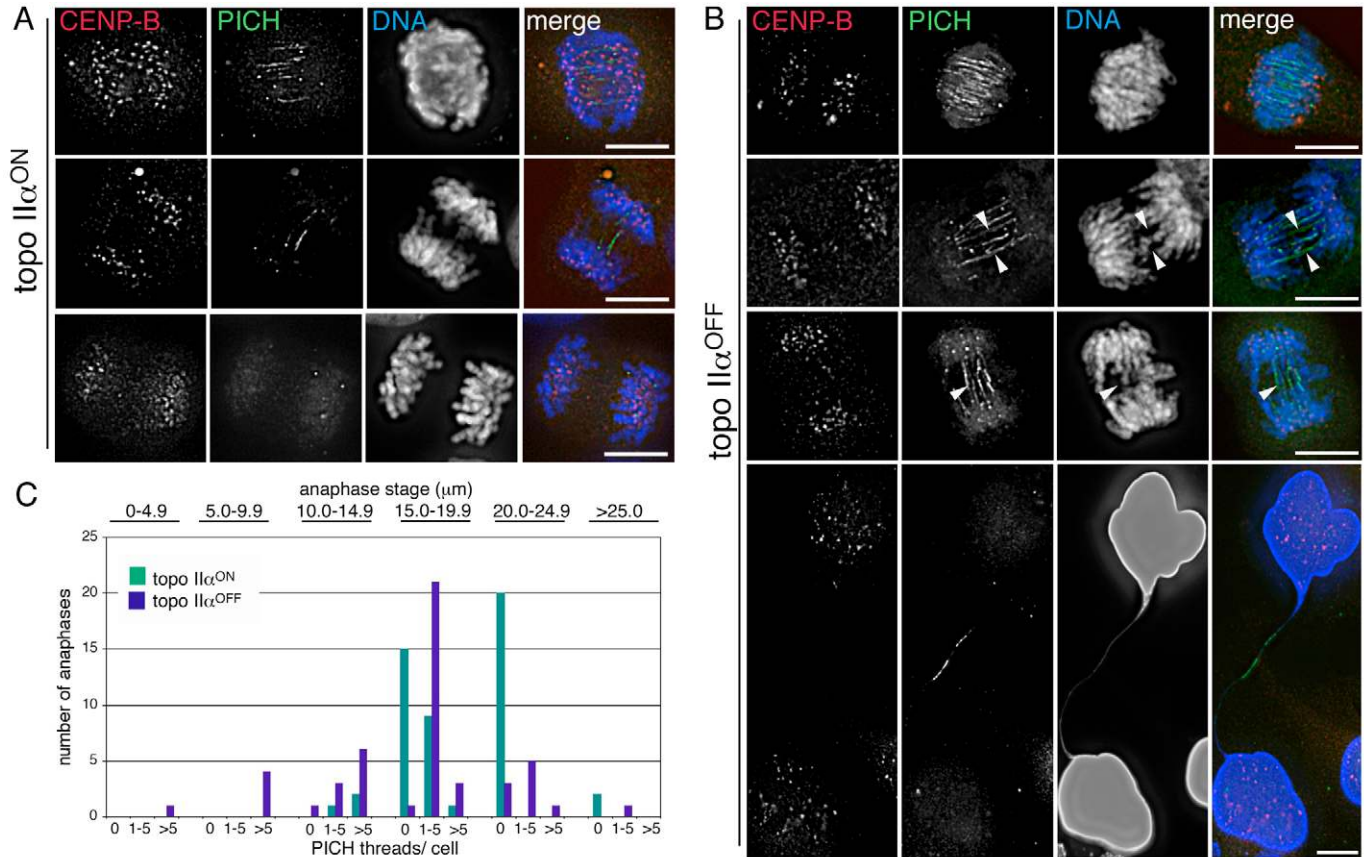 A
CENP-B PICH DNA merge
topo IIα^ON
B
CENP-B PICH DNA merge
topo IIα^OFF
C
anaphase stage (μm)
0-4.9 5.0-9.9 10.0-14.9 15.0-19.9 20.0-24.9 >25.0
25
20
15
10
5
0
number of anaphases
topo IIα^ON
topo IIα^OFF
0 1-5 >5 0 1-5 >5 0 1-5 >5 0 1-5 >5 0 1-5 >5 0 1-5 >5
PICH threads/ cell